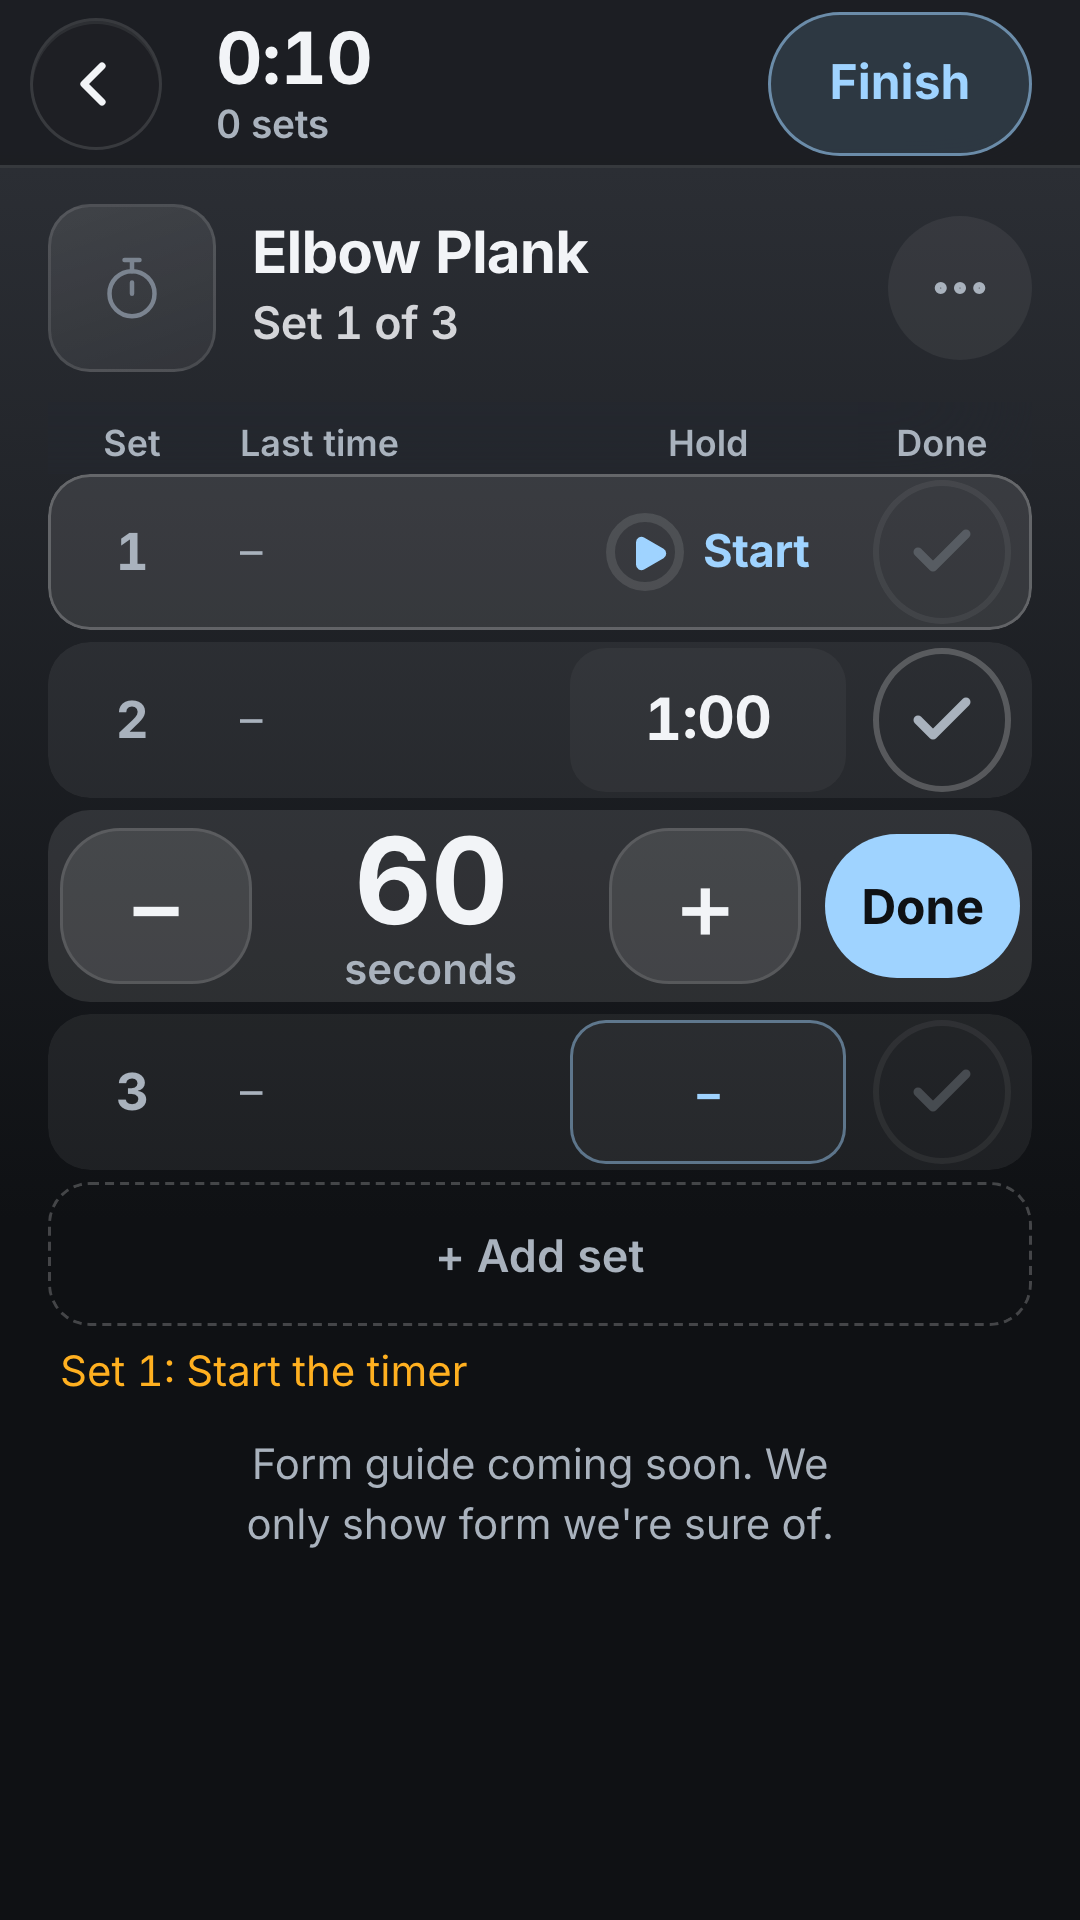 0:10
0 sets
Finish
Elbow Plank
Set 1 of 3
Set Last time Hold Done
1 – Start
2 – 1:00
− 60 + Done
seconds
3 – –
+ Add set
Set 1: Start the timer
Form guide coming soon. We
only show form we're sure of.